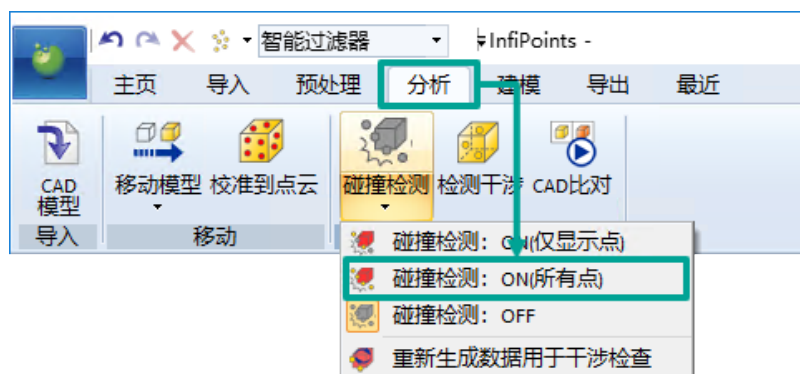 智能过滤器 InfiPoints -
主页 导入 预处理 分析 建模 导出 最近
CAD
模型 移动模型 校准到点云 碰撞检测 检测干涉 CAD比对
导入 移动
碰撞检测：ON(仅显示点)
碰撞检测：ON(所有点)
碰撞检测：OFF
重新生成数据用于干涉检查